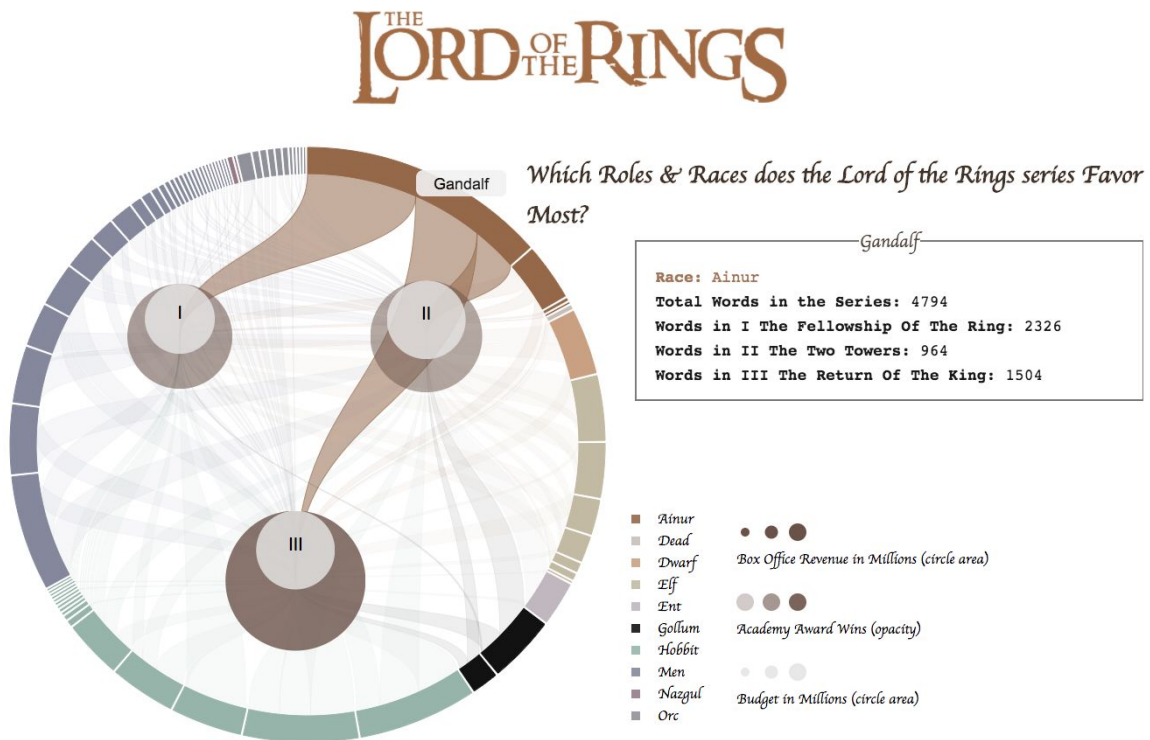 THE LORD OF THE RINGS
Which Roles & Races does the Lord of the Rings series Favor
Most?
Gandalf
Gandalf
Race: Ainur
Total Words in the Series: 4794
Words in I The Fellowship Of The Ring: 2326
Words in II The Two Towers: 964
Words in III The Return Of The King: 1504
I
II
III
Ainur
Dead
Dwarf
Elf
Ent
Gollum
Hobbit
Men
Nazgul
Orc
Box Office Revenue in Millions (circle area)
Academy Award Wins (opacity)
Budget in Millions (circle area)